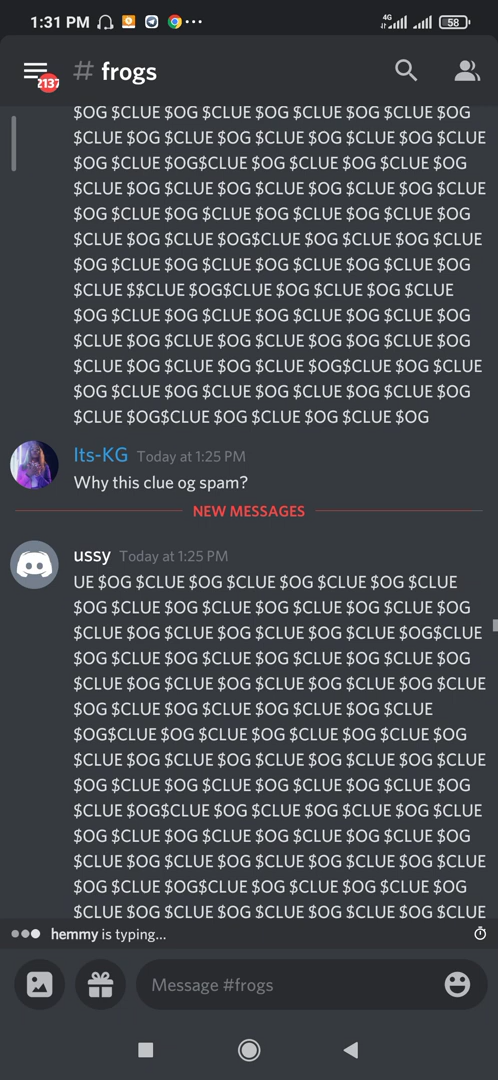 1:31 PM
4G
58
2137
# frogs
$OG $CLUE $OG $CLUE $OG $CLUE $OG $CLUE $OG
$CLUE $OG $CLUE $OG $CLUE $OG $CLUE $OG $CLUE
$OG $CLUE $OG$CLUE $OG $CLUE $OG $CLUE $OG
$CLUE $OG $CLUE $OG $CLUE $OG $CLUE $OG $CLUE
$OG $CLUE $OG $CLUE $OG $CLUE $OG $CLUE $OG
$CLUE $OG $CLUE $OG$CLUE $OG $CLUE $OG $CLUE
$OG $CLUE $OG $CLUE $OG $CLUE $OG $CLUE $OG
$CLUE $$CLUE $OG$CLUE $OG $CLUE $OG $CLUE
$OG $CLUE $OG $CLUE $OG $CLUE $OG $CLUE $OG
$CLUE $OG $CLUE $OG $CLUE $OG $CLUE $OG
$CLUE $OG $CLUE $OG $CLUE $OG$CLUE $OG $CLUE
$OG $CLUE $OG $CLUE $OG $CLUE $OG $CLUE $OG
$CLUE $OG$CLUE $OG $CLUE $OG $CLUE $OG
Its-KG Today at 1:25 PM
Why this clue og spam?
NEW MESSAGES
ussy Today at 1:25 PM
UE $OG $CLUE $OG $CLUE $OG $CLUE $OG $CLUE
$OG $CLUE $OG $CLUE $OG $CLUE $OG $CLUE $OG
$CLUE $OG $CLUE $OG $CLUE $OG $CLUE $OG$CLUE
$OG $CLUE $OG $CLUE $OG $CLUE $OG $CLUE $OG
$CLUE $OG $CLUE $OG $CLUE $OG $CLUE $OG $CLUE
$OG $CLUE $OG $CLUE $OG $CLUE $OG $CLUE
$OG$CLUE $OG $CLUE $OG $CLUE $OG $CLUE $OG
$CLUE $OG $CLUE $OG $CLUE $OG $CLUE $OG $CLUE
$OG $CLUE $OG $CLUE $OG $CLUE $OG $CLUE $OG
$CLUE $OG$CLUE $OG $CLUE $OG $CLUE $OG $CLUE
$OG $CLUE $OG $CLUE $OG $CLUE $OG $CLUE $OG
$CLUE $OG $CLUE $OG $CLUE $OG $CLUE $OG $CLUE
$OG $CLUE $OG$CLUE $OG $CLUE $OG $CLUE $OG
$CLUE $OG $CLUE $OG $CLUE $OG $CLUE $OG $CLUE
hemmy is typing...
Message #frogs